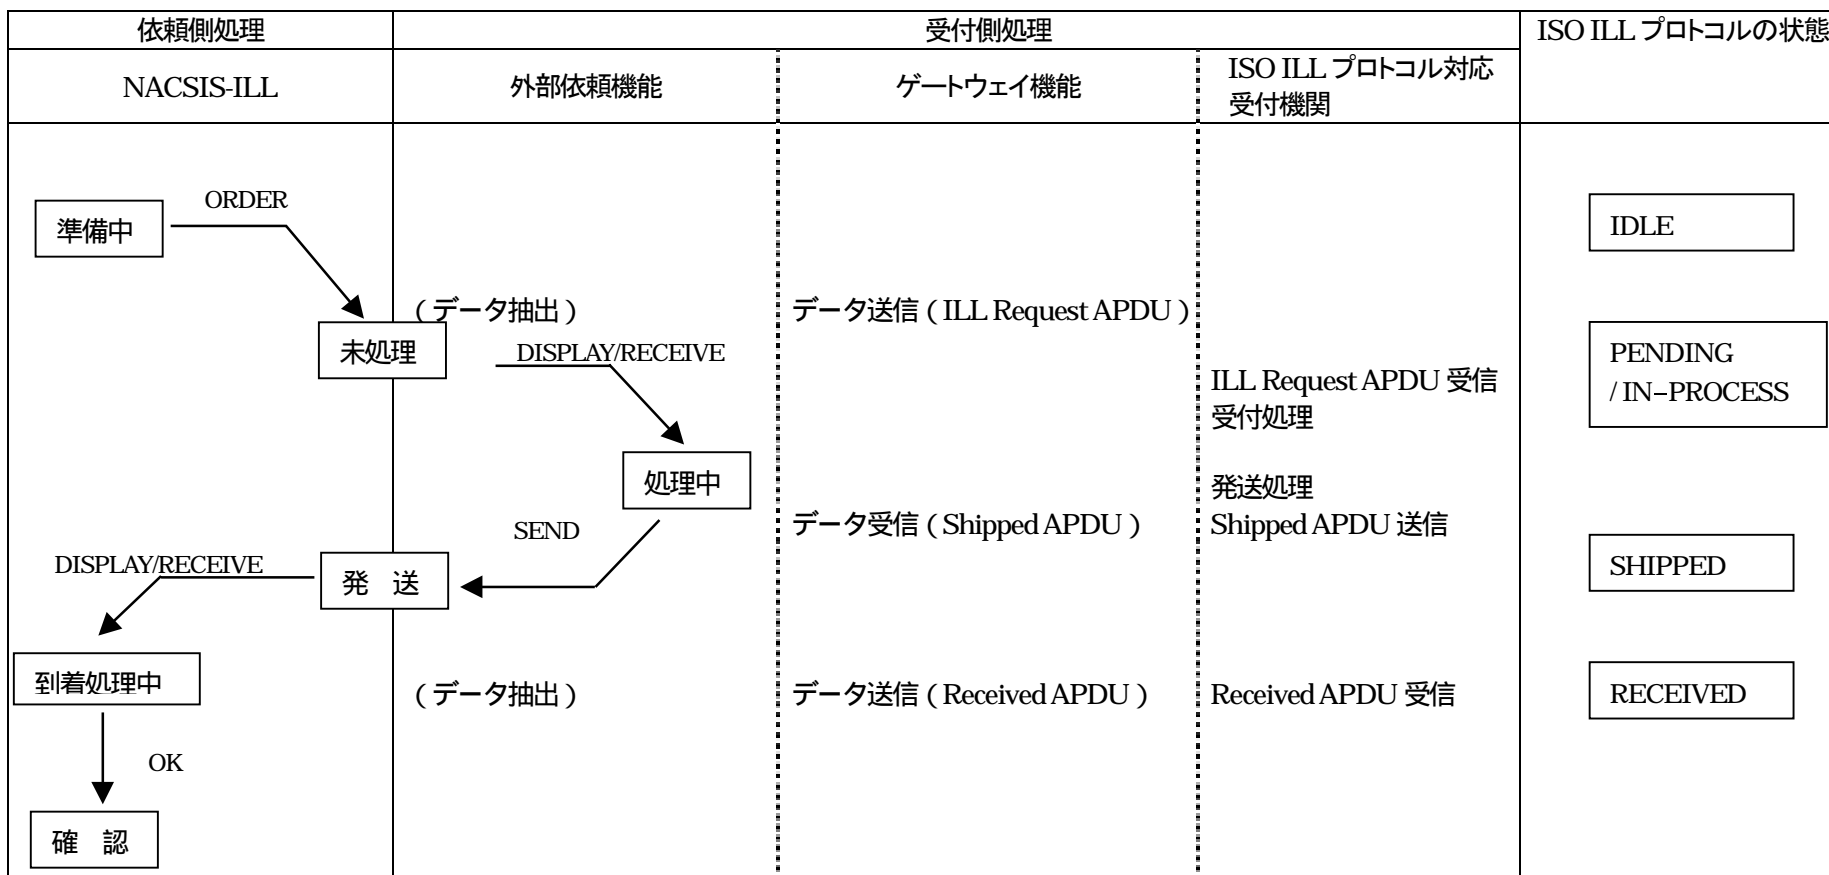 依頼側処理
受付側処理
ISO ILL プロトコルの状態
NACSIS-ILL
外部依頼機能
ゲートウェイ機能
ISO ILL プロトコル対応
受付機関
ORDER
準備中
IDLE
（データ抽出）
データ送信（ILL Request APDU）
未処理
DISPLAY/RECEIVE
PENDING
/ IN-PROCESS
ILL Request APDU 受信
受付処理
処理中
発送処理
SEND
データ受信（Shipped APDU）
Shipped APDU 送信
DISPLAY/RECEIVE
発　送
SHIPPED
到着処理中
（データ抽出）
データ送信（Received APDU）
Received APDU 受信
RECEIVED
OK
確　認